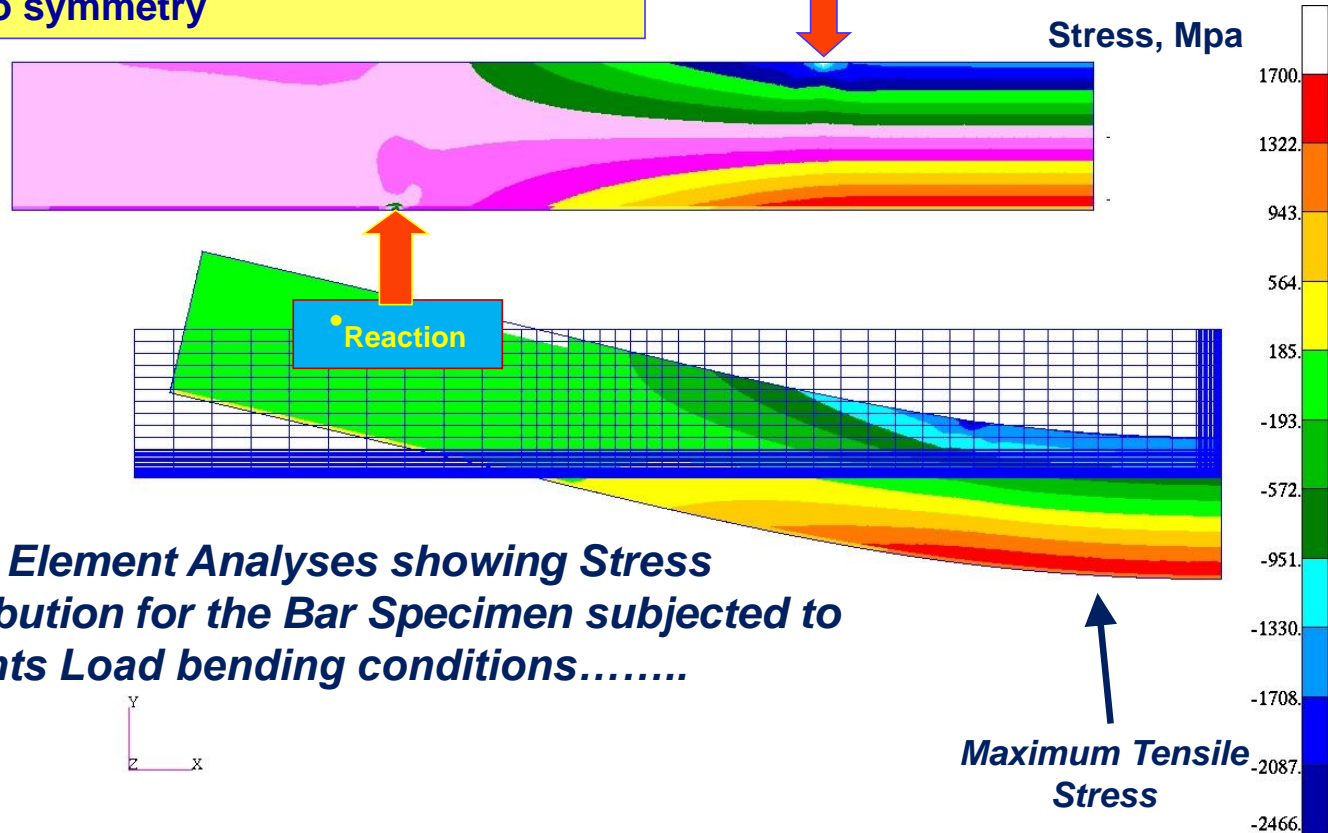 o symmetry
Stress, Mpa
1700.
1322.
943.
564.
185.
-193.
-572.
-951.
-1330.
-1708.
-2087.
-2466.
•Reaction
Element Analyses showing Stress
bution for the Bar Specimen subjected to
nts Load bending conditions……..
Y
Z X
Maximum Tensile
Stress